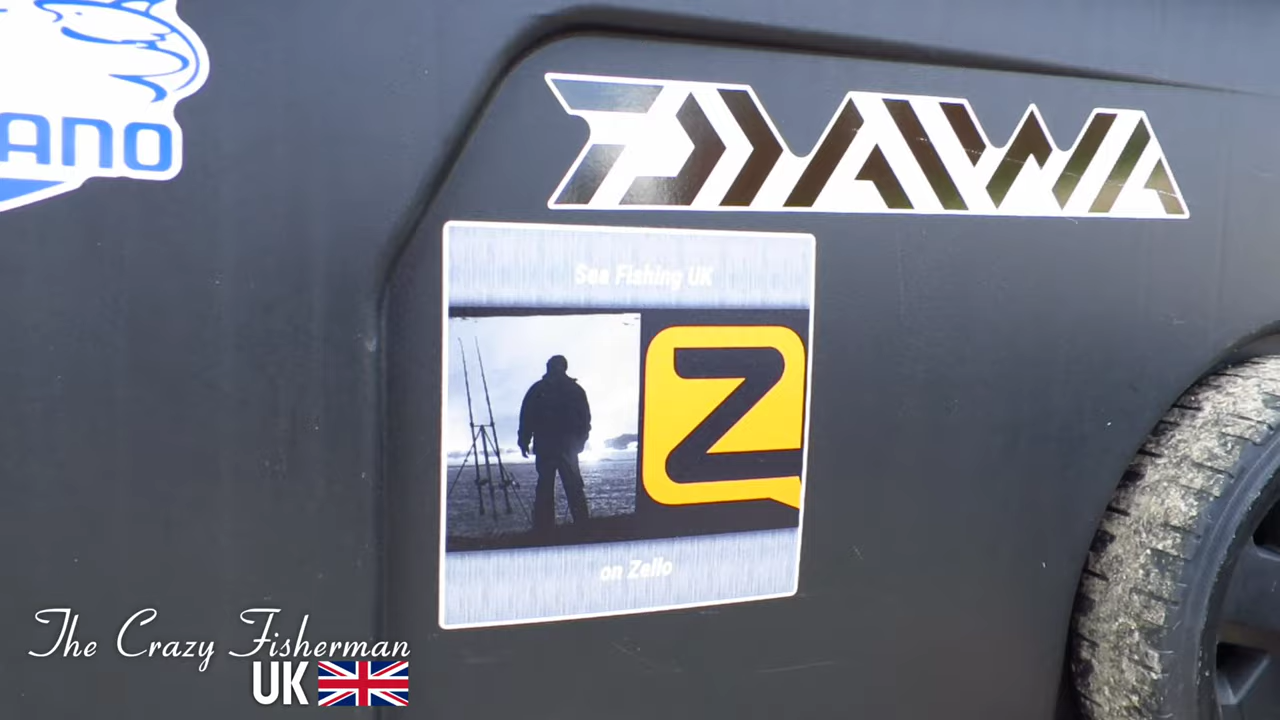 ANO
DAIWA
Sea Fishing UK
Z
on Zello
The Crazy Fisherman
UK